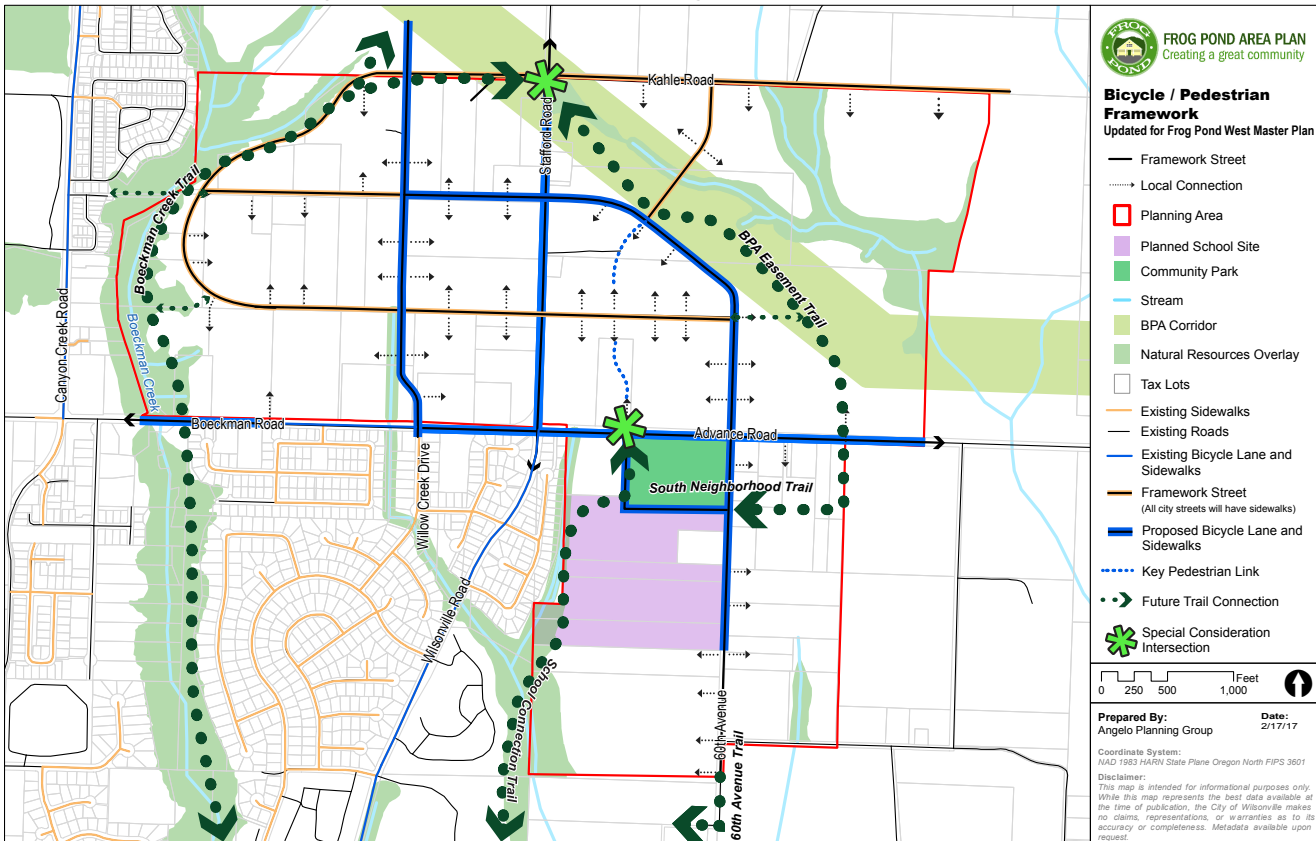 Kahle Road
Stafford Road
Boeckman Creek Trail
BPA Easement Trail
Canyon Creek Road
Boeckman Creek
Boeckman Road
Advance Road
South Neighborhood Trail
Willow Creek Drive
Wilsonville Road
School Connection Trail
60th Avenue
60th Avenue Trail
FROG
POND
FROG POND AREA PLAN
Creating a great community
Bicycle / Pedestrian
Framework
Updated for Frog Pond West Master Plan
Framework Street
Local Connection
Planning Area
Planned School Site
Community Park
Stream
BPA Corridor
Natural Resources Overlay
Tax Lots
Existing Sidewalks
Existing Roads
Existing Bicycle Lane and
Sidewalks
Framework Street
(All city streets will have sidewalks)
Proposed Bicycle Lane and
Sidewalks
Key Pedestrian Link
Future Trail Connection
Special Consideration
Intersection
Feet
0 250 500 1,000
Prepared By:
Angelo Planning Group
Date:
2/17/17
Coordinate System:
NAD 1983 HARN State Plane Oregon North FIPS 3601
Disclaimer:
This map is intended for informational purposes only.
While this map represents the best data available at
the time of publication, the City of Wilsonville makes
no claims, representations, or warranties as to its
accuracy or completeness. Metadata available upon
request.